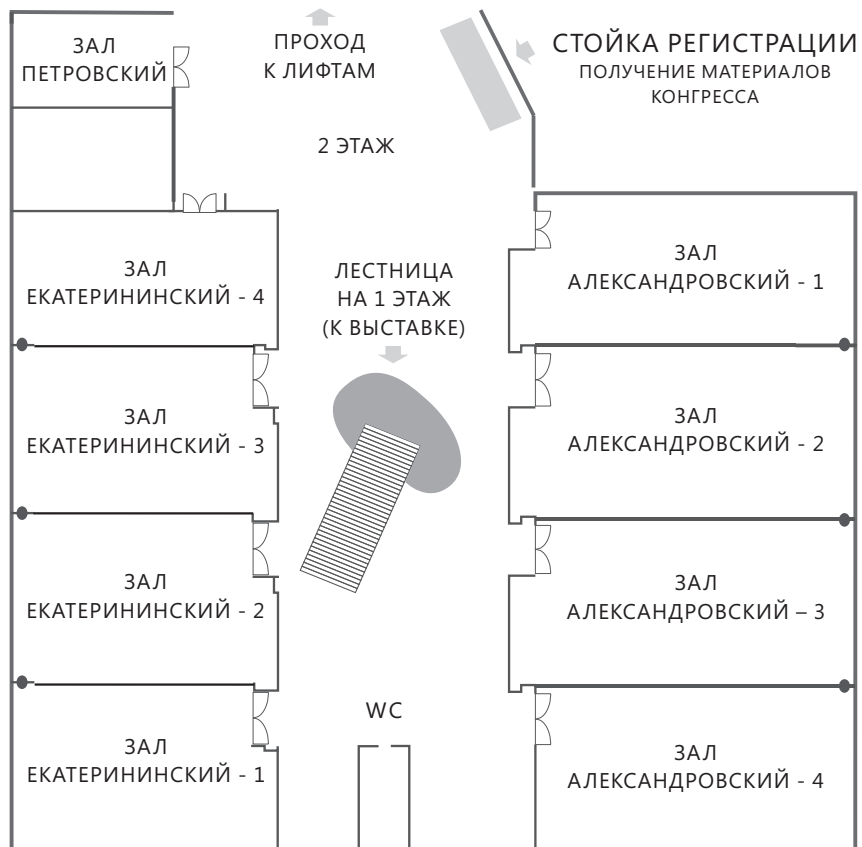 ЗАЛ
ПЕТРОВСКИЙ
ПРОХОД
К ЛИФТАМ
СТОЙКА РЕГИСТРАЦИИ
ПОЛУЧЕНИЕ МАТЕРИАЛОВ
КОНГРЕССА
2 ЭТАЖ
ЗАЛ
ЕКАТЕРИНИНСКИЙ - 4
ЛЕСТНИЦА
НА 1 ЭТАЖ
(К ВЫСТАВКЕ)
ЗАЛ
АЛЕКСАНДРОВСКИЙ - 1
ЗАЛ
ЕКАТЕРИНИНСКИЙ - 3
ЗАЛ
АЛЕКСАНДРОВСКИЙ - 2
ЗАЛ
ЕКАТЕРИНИНСКИЙ - 2
ЗАЛ
АЛЕКСАНДРОВСКИЙ – 3
WC
ЗАЛ
ЕКАТЕРИНИНСКИЙ - 1
ЗАЛ
АЛЕКСАНДРОВСКИЙ - 4